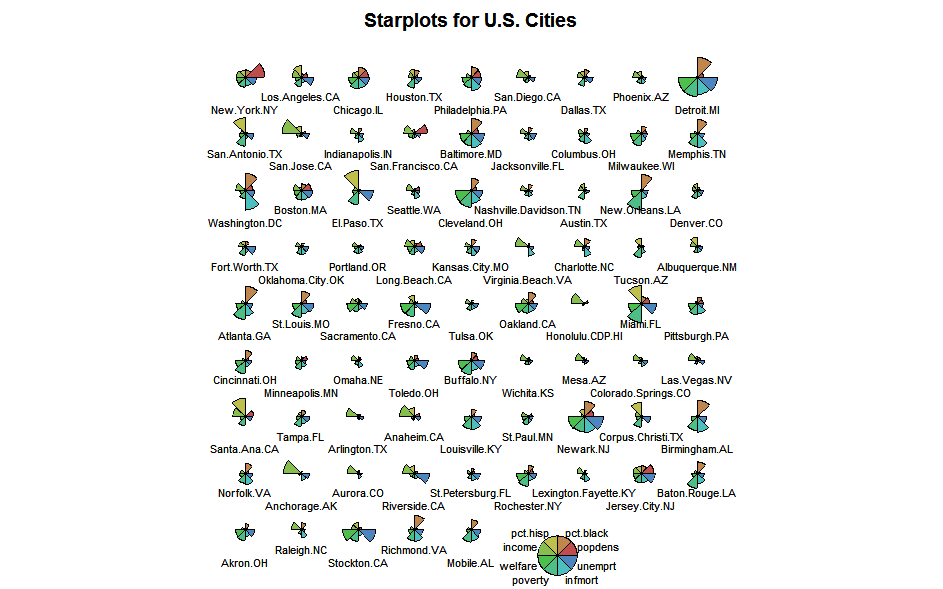 Starplots for U.S. Cities
New.York.NY Los.Angeles.CA Chicago.IL Houston.TX Philadelphia.PA San.Diego.CA Dallas.TX Phoenix.AZ Detroit.MI
San.Antonio.TX San.Jose.CA Indianapolis.IN San.Francisco.CA Baltimore.MD Jacksonville.FL Columbus.OH Milwaukee.WI Memphis.TN
Washington.DC Boston.MA El.Paso.TX Seattle.WA Cleveland.OH Nashville.Davidson.TN Austin.TX New.Orleans.LA Denver.CO
Fort.Worth.TX Oklahoma.City.OK Portland.OR Long.Beach.CA Kansas.City.MO Virginia.Beach.VA Charlotte.NC Tucson.AZ Albuquerque.NM
Atlanta.GA St.Louis.MO Sacramento.CA Fresno.CA Tulsa.OK Oakland.CA Honolulu.CDP.HI Miami.FL Pittsburgh.PA
Cincinnati.OH Minneapolis.MN Omaha.NE Toledo.OH Buffalo.NY Wichita.KS Mesa.AZ Colorado.Springs.CO Las.Vegas.NV
Santa.Ana.CA Tampa.FL Arlington.TX Anaheim.CA Louisville.KY St.Paul.MN Newark.NJ Corpus.Christi.TX Birmingham.AL
Norfolk.VA Anchorage.AK Aurora.CO Riverside.CA St.Petersburg.FL Rochester.NY Lexington.Fayette.KY Jersey.City.NJ Baton.Rouge.LA
Akron.OH Raleigh.NC Stockton.CA Richmond.VA Mobile.AL
pct.hisp pct.black
income popdens
welfare unemprt
poverty infmort